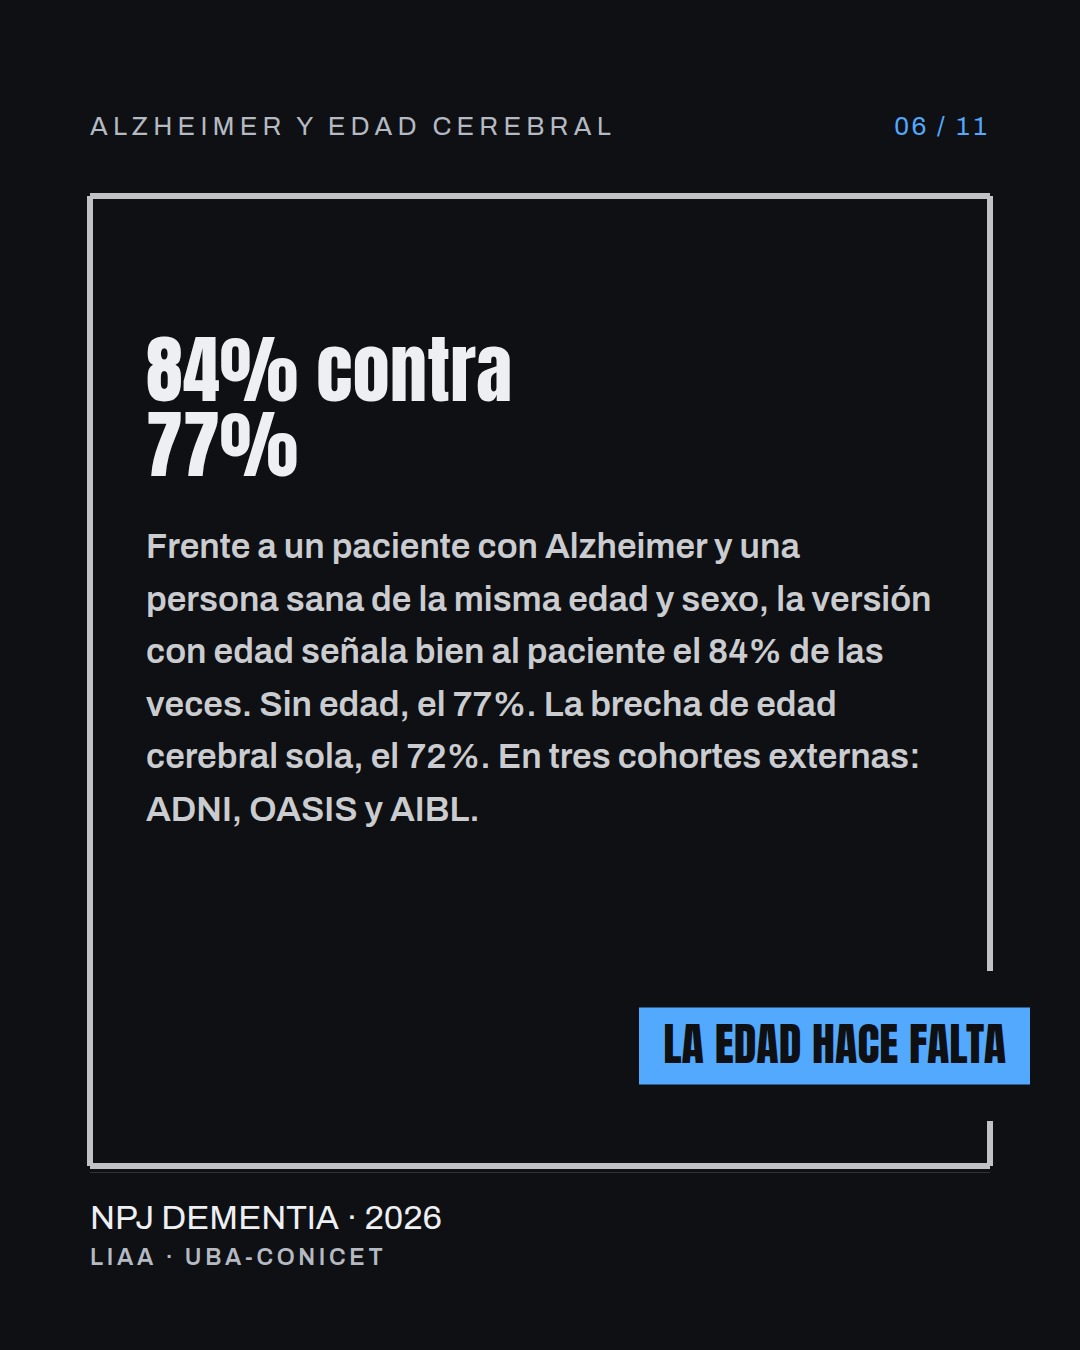 ALZHEIMER Y EDAD CEREBRAL
06 / 11
84% contra
77%
Frente a un paciente con Alzheimer y una
persona sana de la misma edad y sexo, la versión
con edad señala bien al paciente el 84% de las
veces. Sin edad, el 77%. La brecha de edad
cerebral sola, el 72%. En tres cohortes externas:
ADNI, OASIS y AIBL.
LA EDAD HACE FALTA
NPJ DEMENTIA · 2026
LIAA · UBA-CONICET